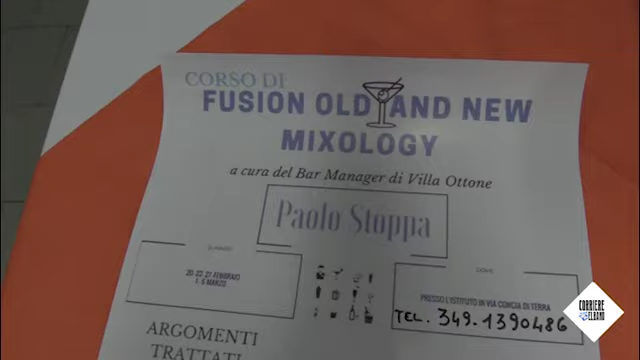 CORSO DI
FUSION OLD AND NEW
MIXOLOGY
a cura del Bar Manager di Villa Ottone
Paolo Stoppa
20, 22, 27 FEBBRAIO
1 - 6 MARZO
PRESSO L'ISTITUTO IN VIA CONCIA DI TERRA
TEL. 349.1390486
ARGOMENTI
TRATTATI
CORRIERE
ELBANO